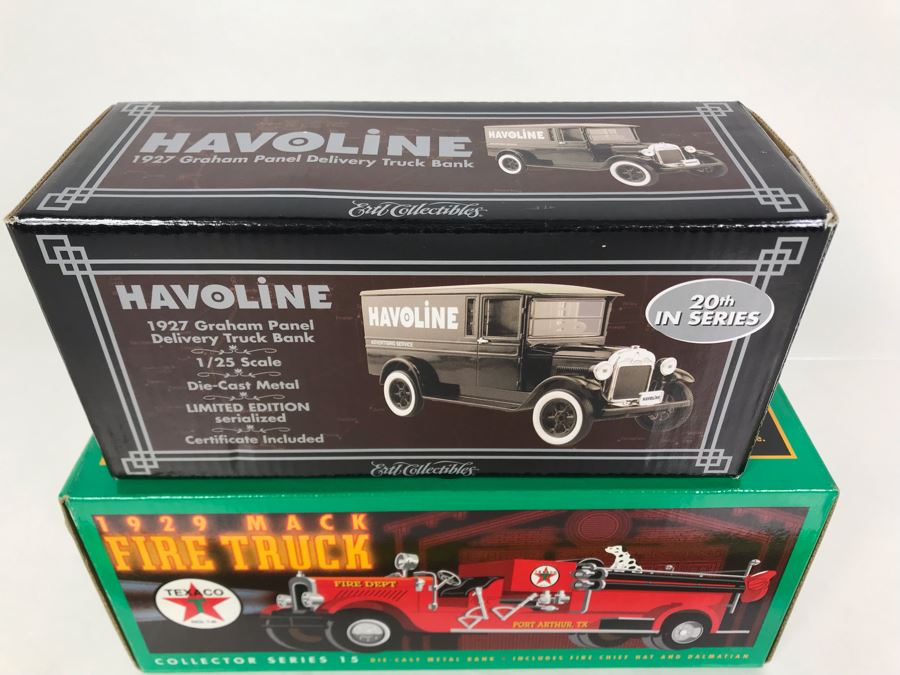 HAVOLiNE
1927 Graham Panel Delivery Truck Bank
HAVOLINE
Ertl Collectibles
HAVOLiNE
1927 Graham Panel
Delivery Truck Bank
1/25 Scale
Die-Cast Metal
LIMITED EDITION
serialized
Certificate Included
HAVOLiNE
ADVERTISING SERVICE
HAVOLINE
20th
IN SERIES
Ertl Collectibles
1929 MACK
FIRE TRUCK
TEXACO
T
FIRE DEPT
PORT ARTHUR, TX
COLLECTOR SERIES 15 DIE-CAST METAL BANK - INCLUDES FIRE CHIEF HAT AND DALMATIAN